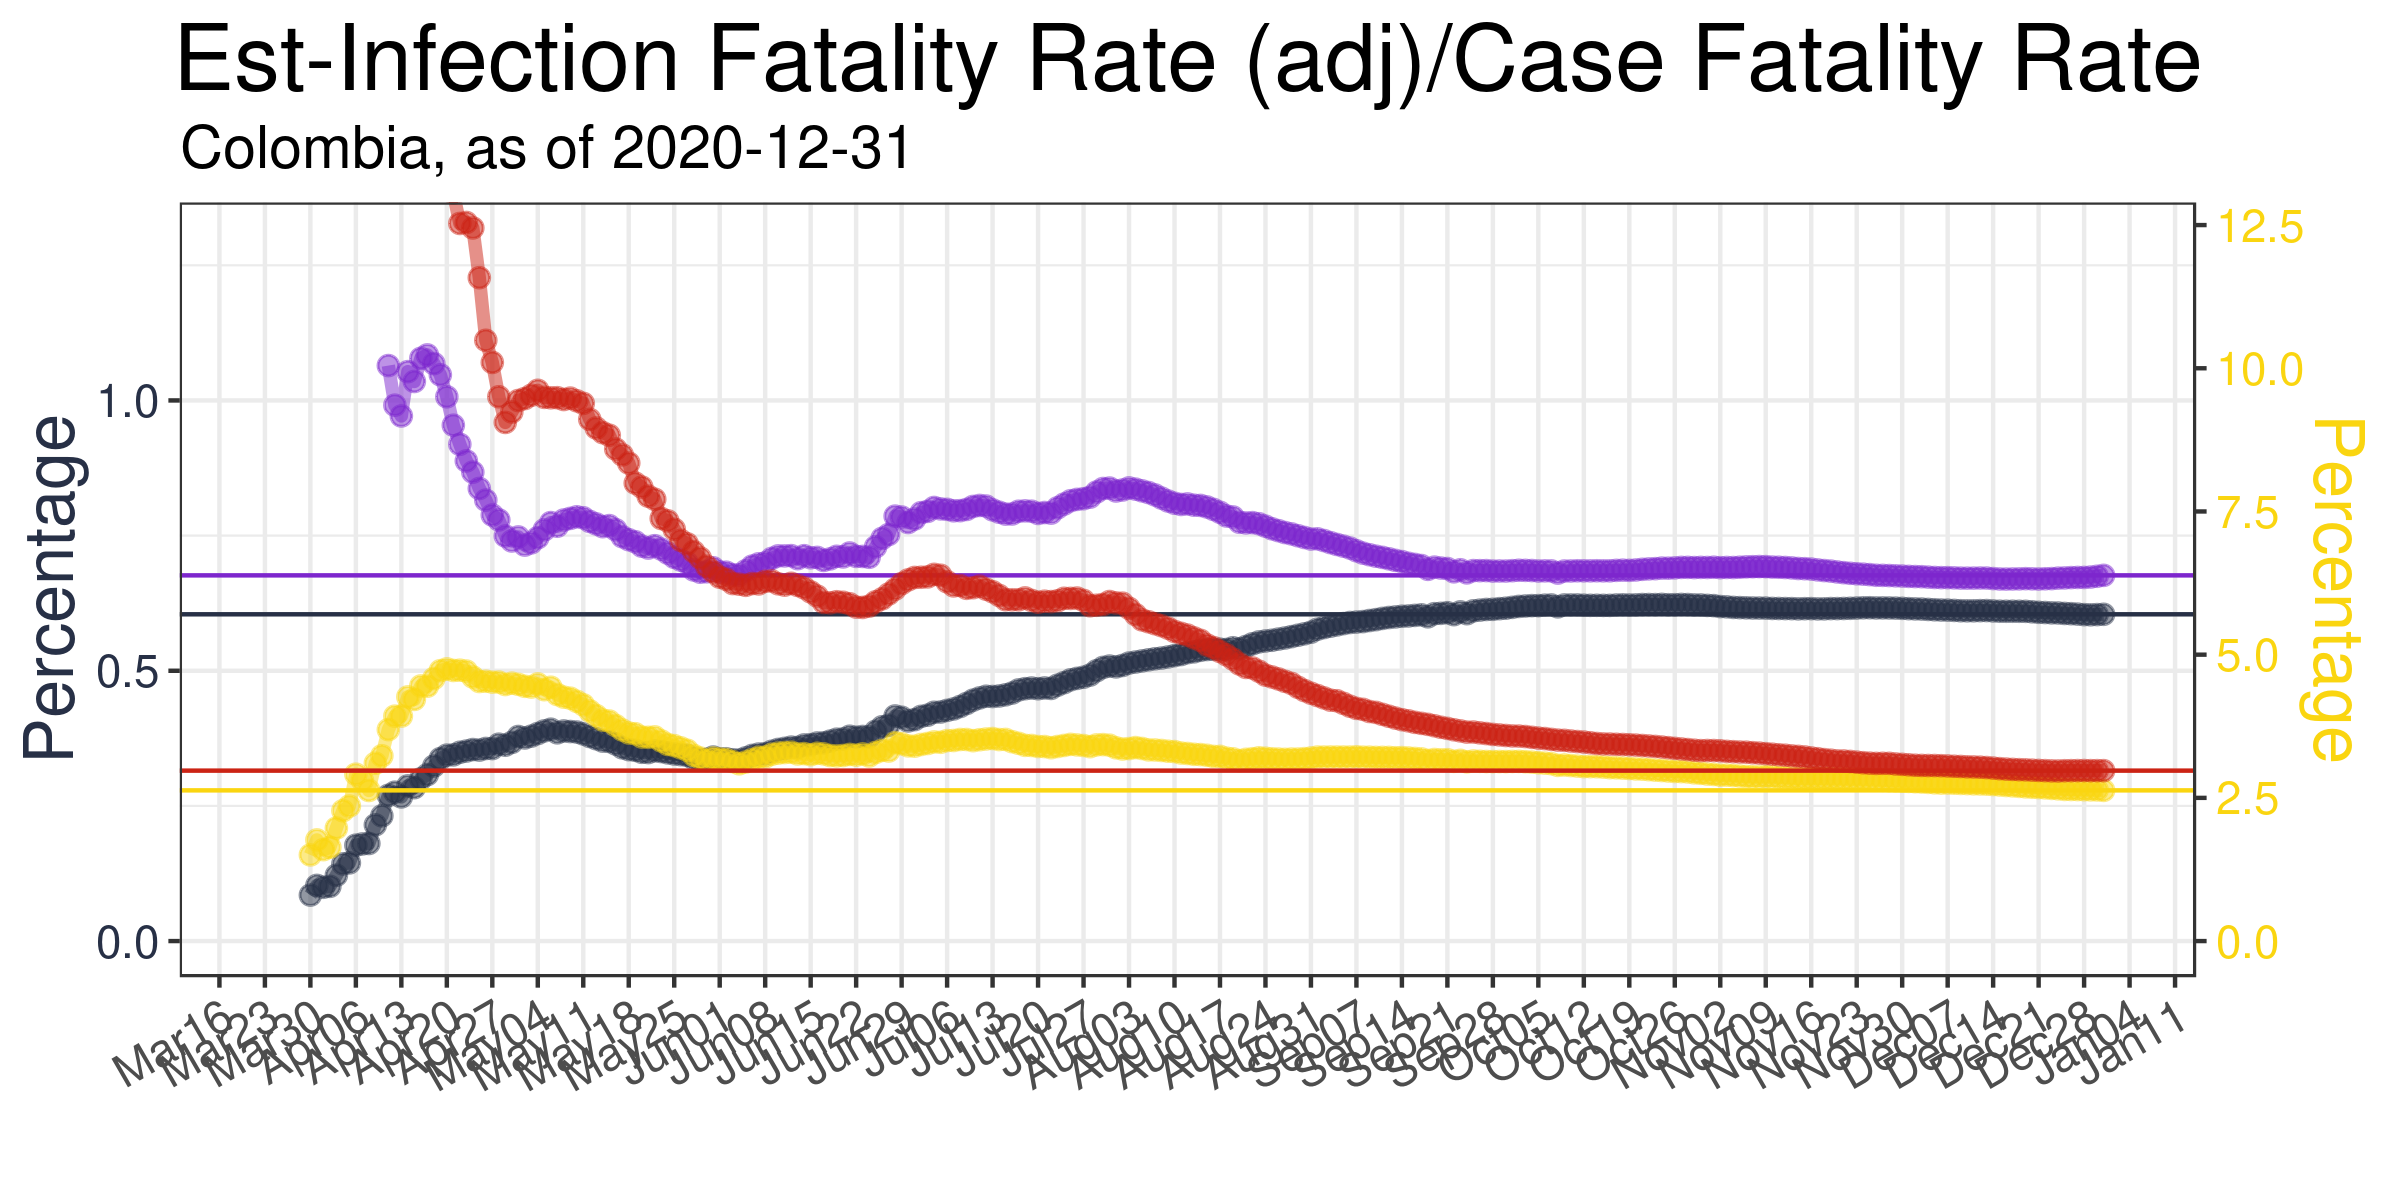 Est-Infection Fatality Rate (adj)/Case Fatality Rate
Colombia, as of 2020-12-31
Percentage
1.0
0.5
0.0
12.5
10.0
7.5
5.0
2.5
0.0
Percentage
Mar16
Mar23
Mar30
Apr06
Apr13
Apr20
Apr27
May04
May11
May18
May25
Jun01
Jun08
Jun15
Jun22
Jun29
Jul06
Jul13
Jul20
Jul27
Aug03
Aug10
Aug17
Aug24
Aug31
Sep07
Sep14
Sep21
Sep28
Oct05
Oct12
Oct19
Oct26
Nov02
Nov09
Nov16
Nov23
Nov30
Dec07
Dec14
Dec21
Dec28
Jan04
Jan11